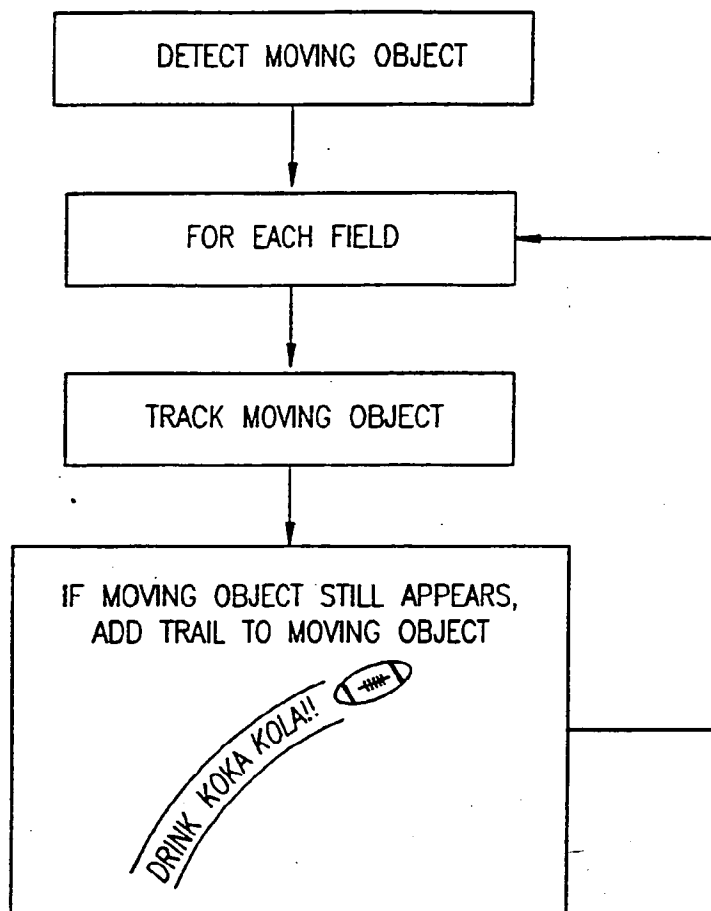 DETECT MOVING OBJECT
FOR EACH FIELD
TRACK MOVING OBJECT
IF MOVING OBJECT STILL APPEARS,
ADD TRAIL TO MOVING OBJECT
DRINK KOKA KOLA!!